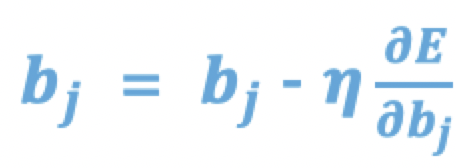 b_j = b_j - η ∂E/∂b_j